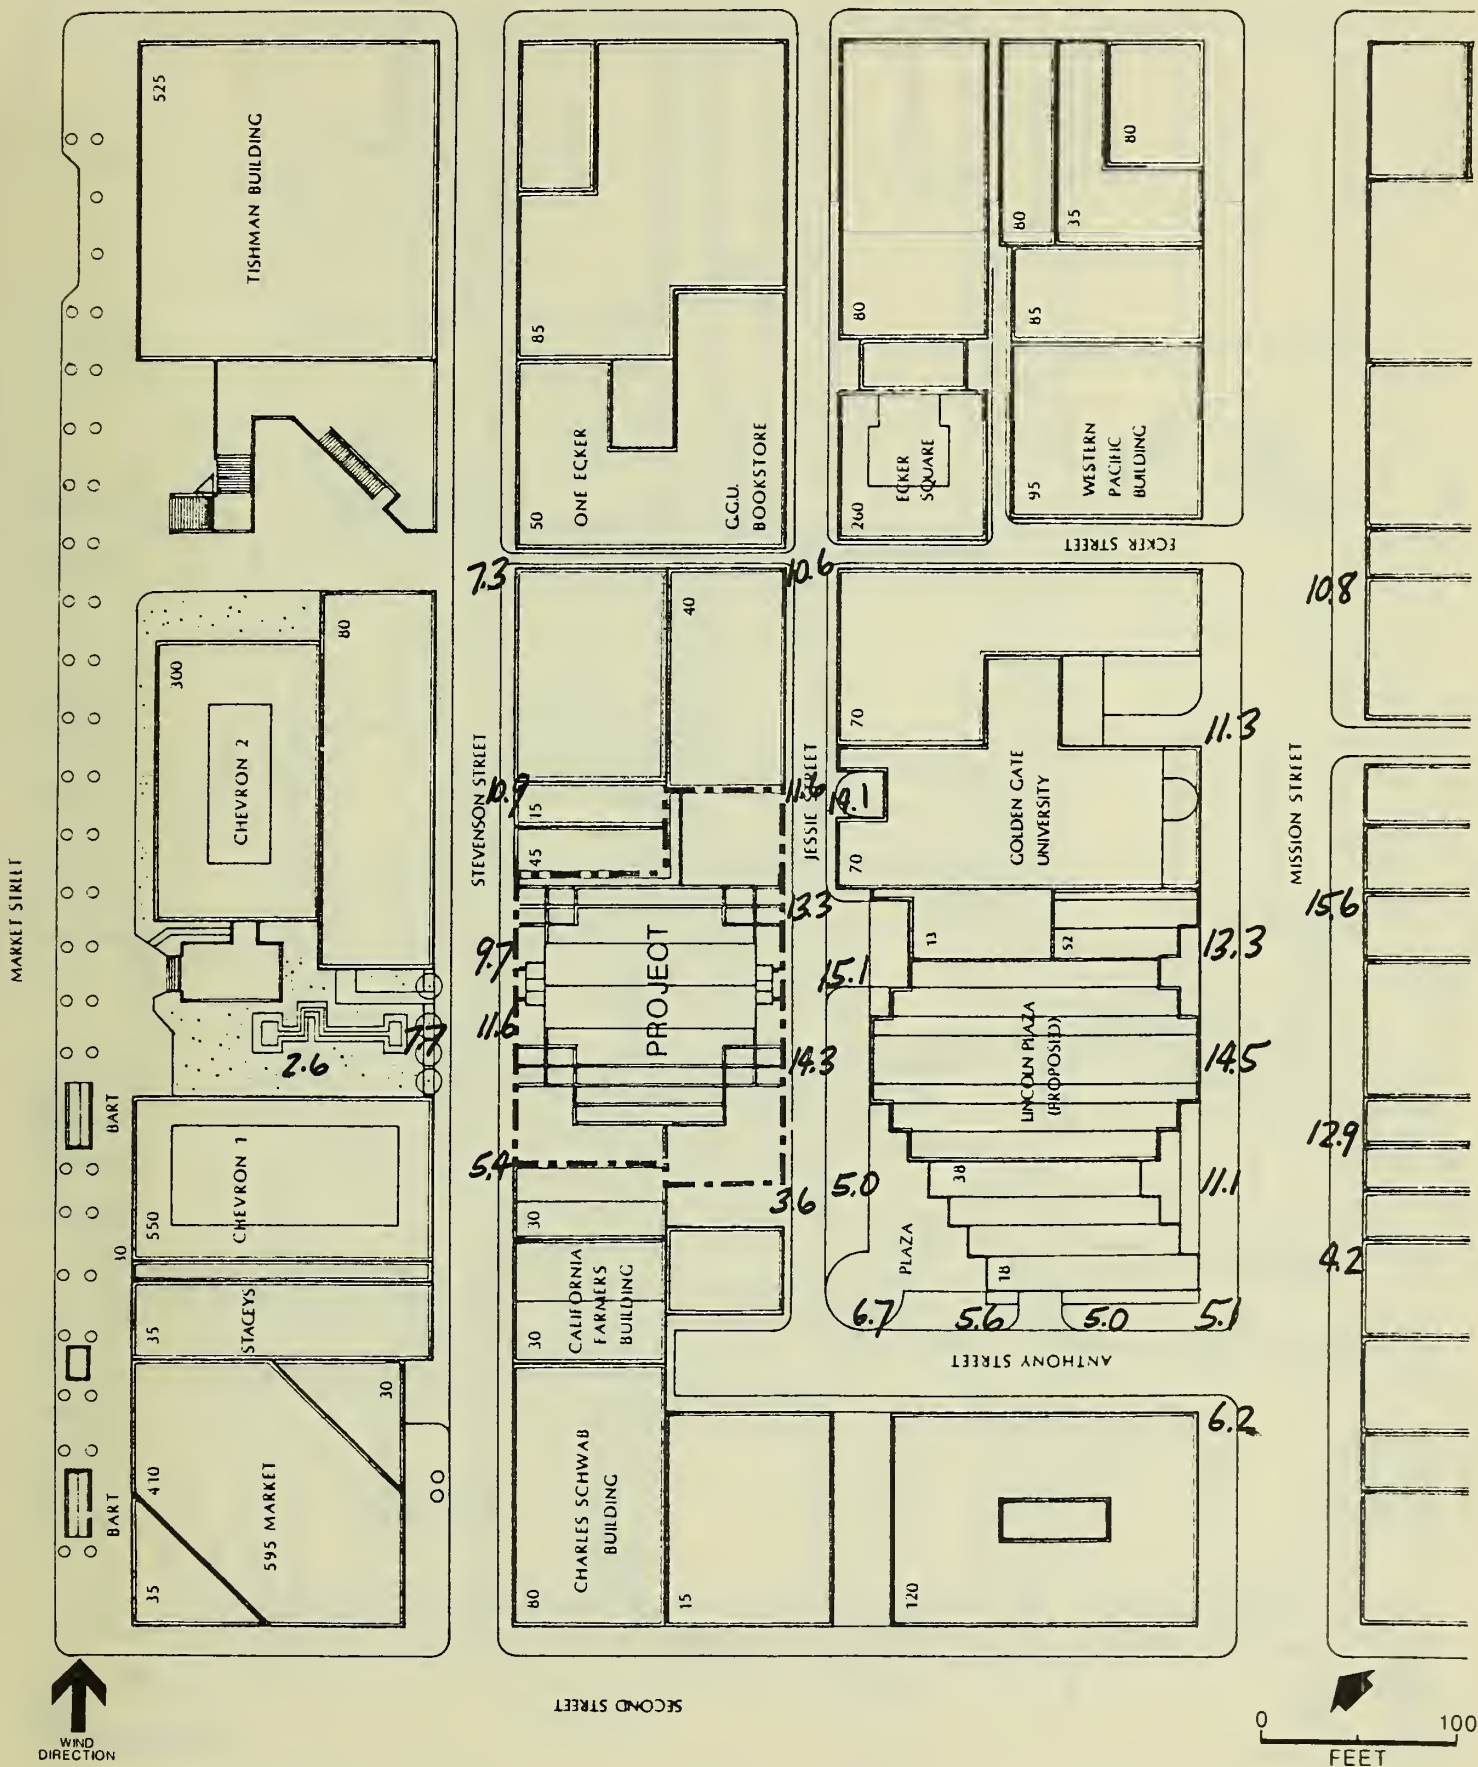 MARKET STREET
525
TISHMAN BUILDING
300
CHEVRON 2
80
BART
550
CHEVRON 1
30
35
STACEYS
30
410
595 MARKET
35
BART
2.6
7.7
STEVENSON STREET
7.3
10.9
9.7
11.6
5.4
85
50
ONE ECKER
G.G.U.
BOOKSTORE
40
15
45
PROJECT
30
30
CALIFORNIA
FARMERS
BUILDING
80
CHARLES SCHWAB
BUILDING
15
10.6
11.6
13.3
14.3
3.6
JESSIE STREET
14.1
15.1
5.0
80
260
ECKER
SQUARE
80
35
80
85
95
WESTERN
PACIFIC
BUILDING
ECKER STREET
70
70
GOLDEN GATE
UNIVERSITY
13
52
LINCOLN PLAZA
(PROPOSED)
38
18
PLAZA
6.7
5.6
5.0
5.1
ANTHONY STREET
120
6.2
11.3
13.3
14.5
11.1
MISSION STREET
10.8
15.6
12.9
4.2
SECOND STREET
WIND
DIRECTION
0 100
FEET